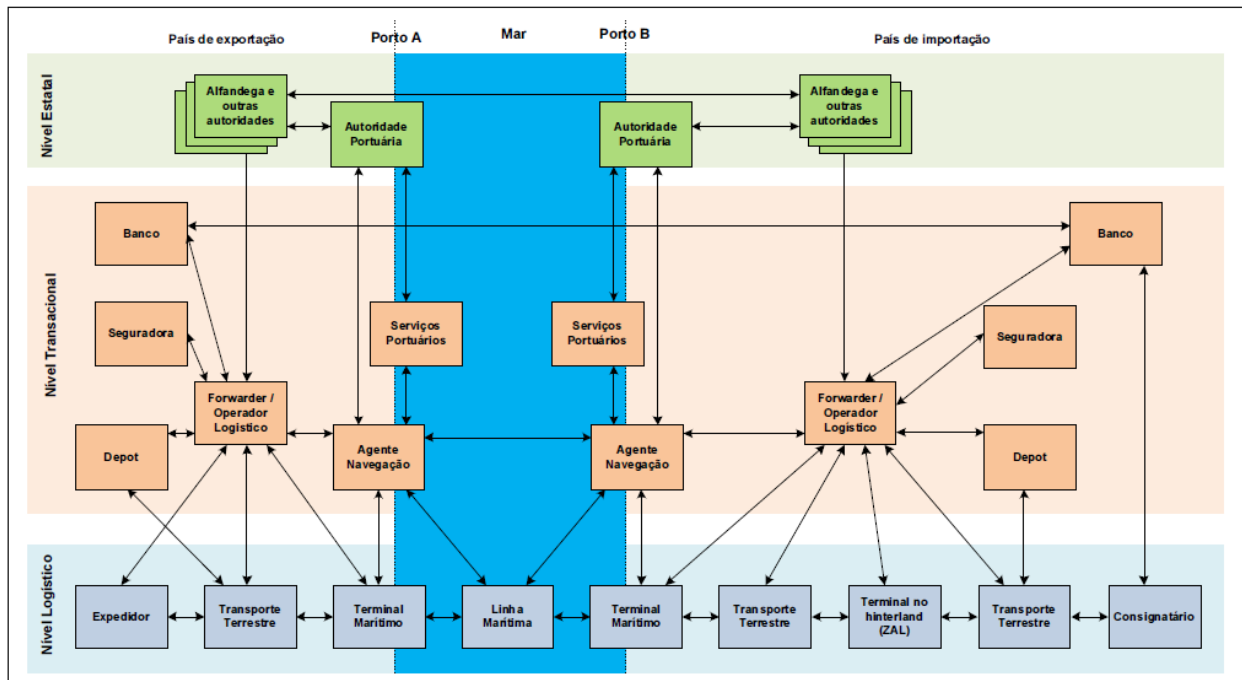 País de exportação
Porto A
Mar
Porto B
País de importação
Nível Estatal
Alfandega e
outras
autoridades
Autoridade
Portuária
Autoridade
Portuária
Alfandega e
outras
autoridades
Nível Transacional
Banco
Banco
Seguradora
Serviços
Portuários
Serviços
Portuários
Seguradora
Forwarder /
Operador
Logístico
Forwarder /
Operador
Logístico
Depot
Agente
Navegação
Agente
Navegação
Depot
Nível Logístico
Expedidor
Transporte
Terrestre
Terminal
Marítimo
Linha
Marítima
Terminal
Marítimo
Transporte
Terrestre
Terminal no
hinterland
(ZAL)
Transporte
Terrestre
Consignatário